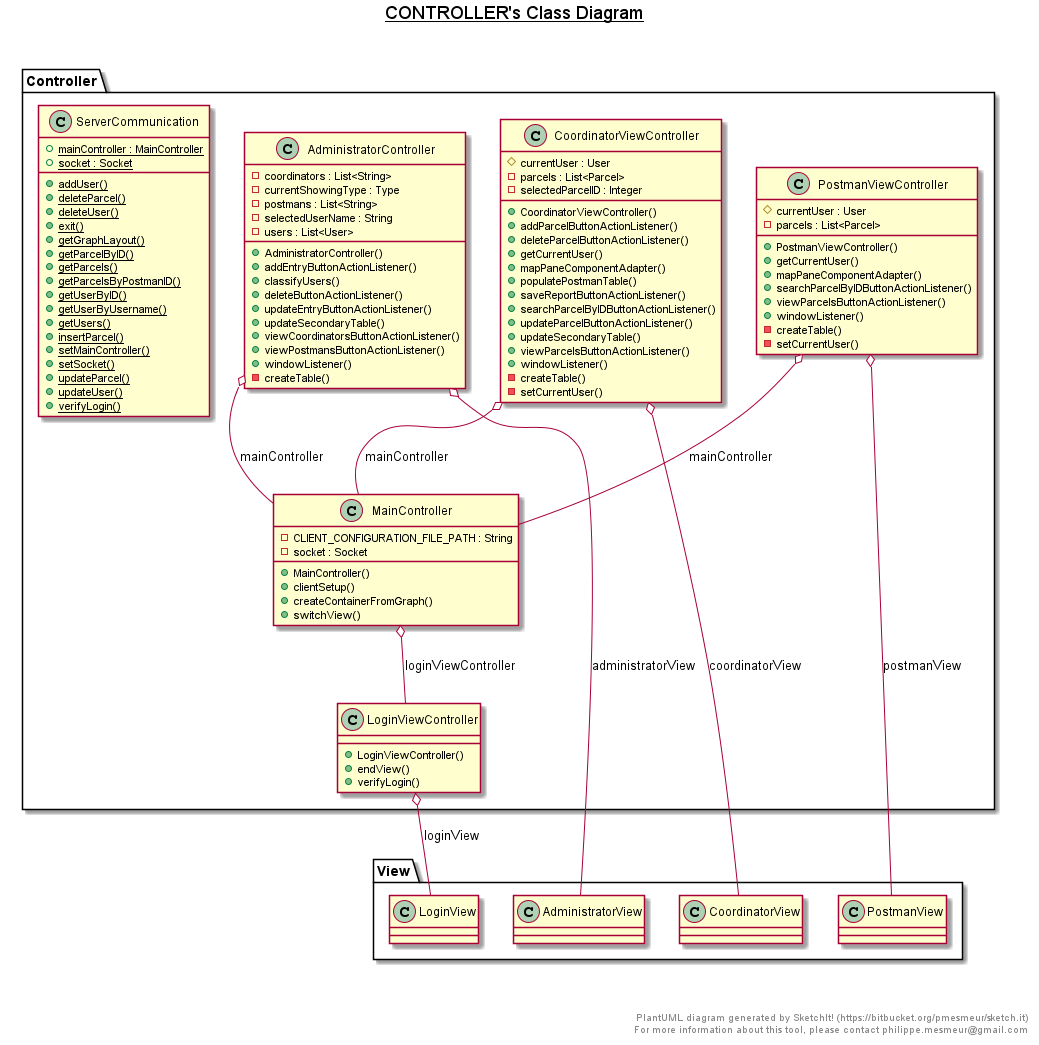 CONTROLLER's Class Diagram
Controller
C ServerCommunication
mainController : MainController
socket : Socket
addUser()
deleteParcel()
deleteUser()
exit()
getGraphLayout()
getParcelByID()
getParcels()
getParcelsByPostmanID()
getUserByID()
getUserByUsername()
getUsers()
insertParcel()
setMainController()
setSocket()
updateParcel()
updateUser()
verifyLogin()
C AdministratorController
coordinators : List<String>
currentShowingType : Type
postmans : List<String>
selectedUserName : String
users : List<User>
AdministratorController()
addEntryButtonActionListener()
classifyUsers()
deleteButtonActionListener()
updateEntryButtonActionListener()
updateSecondaryTable()
viewCoordinatorsButtonActionListener()
viewPostmansButtonActionListener()
windowListener()
createTable()
C CoordinatorViewController
currentUser : User
parcels : List<Parcel>
selectedParcelID : Integer
CoordinatorViewController()
addParcelButtonActionListener()
deleteParcelButtonActionListener()
getCurrentUser()
mapPaneComponentAdapter()
populatePostmanTable()
saveReportButtonActionListener()
searchParcelByIDButtonActionListener()
updateParcelButtonActionListener()
updateSecondaryTable()
viewParcelsButtonActionListener()
windowListener()
createTable()
setCurrentUser()
C PostmanViewController
currentUser : User
parcels : List<Parcel>
PostmanViewController()
getCurrentUser()
mapPaneComponentAdapter()
searchParcelByIDButtonActionListener()
viewParcelsButtonActionListener()
windowListener()
createTable()
setCurrentUser()
mainController
mainController
mainController
C MainController
CLIENT_CONFIGURATION_FILE_PATH : String
socket : Socket
MainController()
clientSetup()
createContainerFromGraph()
switchView()
loginViewController
administratorView
coordinatorView
postmanView
C LoginViewController
LoginViewController()
endView()
verifyLogin()
loginView
View
C LoginView
C AdministratorView
C CoordinatorView
C PostmanView
PlantUML diagram generated by SketchIt! (https://bitbucket.org/pmesmeur/sketch.it)
For more information about this tool, please contact philippe.mesmeur@gmail.com